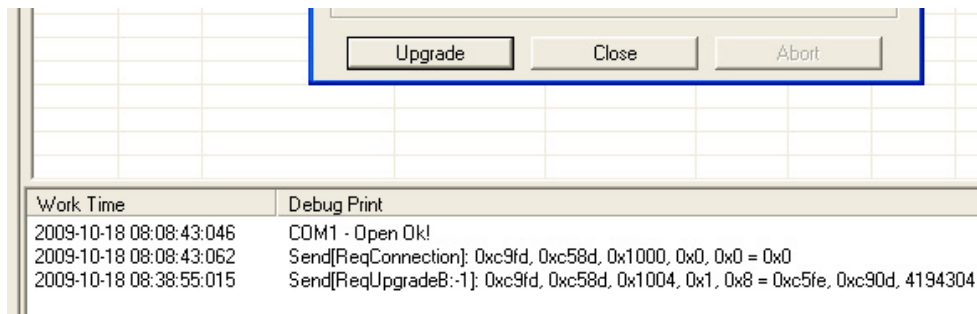 Upgrade Close Abort
Work Time Debug Print
2009-10-18 08:08:43:046 COM1 - Open Ok!
2009-10-18 08:08:43:062 Send[ReqConnection]: 0xc9fd, 0xc58d, 0x1000, 0x0, 0x0 = 0x0
2009-10-18 08:38:55:015 Send[ReqUpgradeB:-1]: 0xc9fd, 0xc58d, 0x1004, 0x1, 0x8 = 0xc5fe, 0xc90d, 4194304